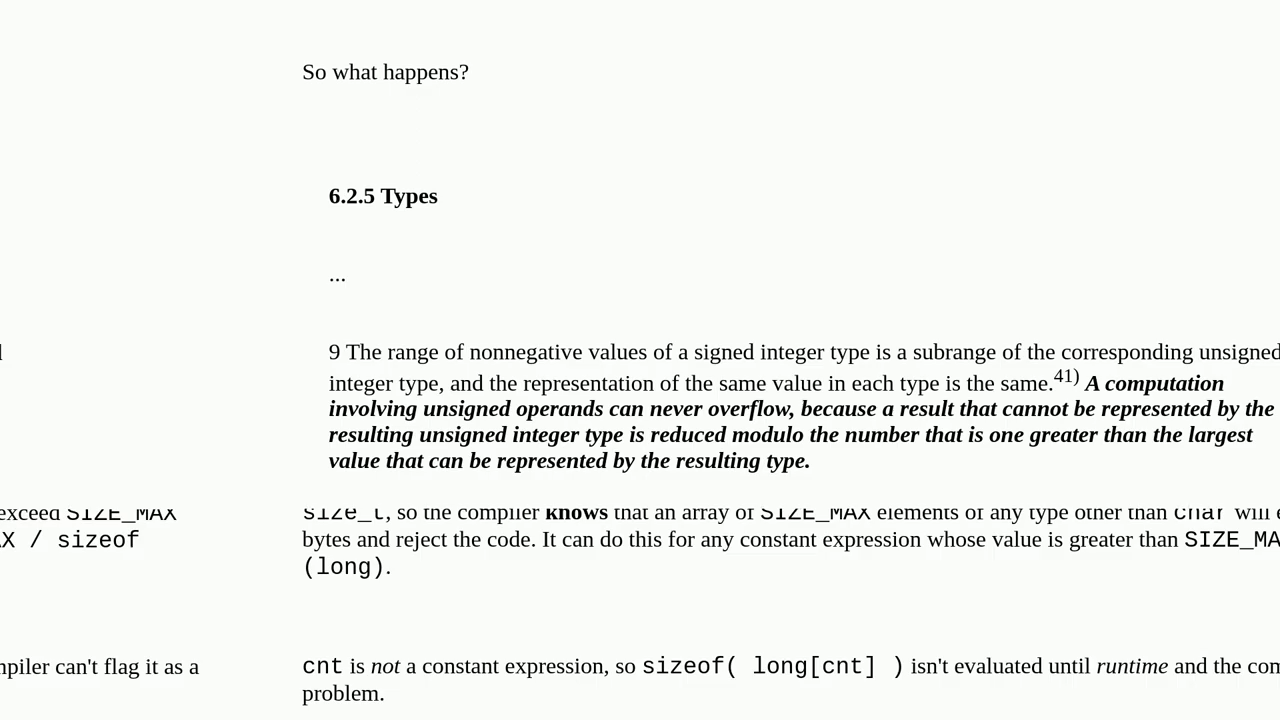 So what happens?
6.2.5 Types
...
9 The range of nonnegative values of a signed integer type is a subrange of the corresponding unsigned
integer type, and the representation of the same value in each type is the same.41) A computation
involving unsigned operands can never overflow, because a result that cannot be represented by the
resulting unsigned integer type is reduced modulo the number that is one greater than the largest
value that can be represented by the resulting type.
exceed SIZE_MAX size_t, so the compiler knows that an array of SIZE_MAX elements of any type other than char will
/ sizeof bytes and reject the code. It can do this for any constant expression whose value is greater than
(long).
can't flag it as a cnt is not a constant expression, so sizeof( long[cnt] ) isn't evaluated until runtime and the
problem.